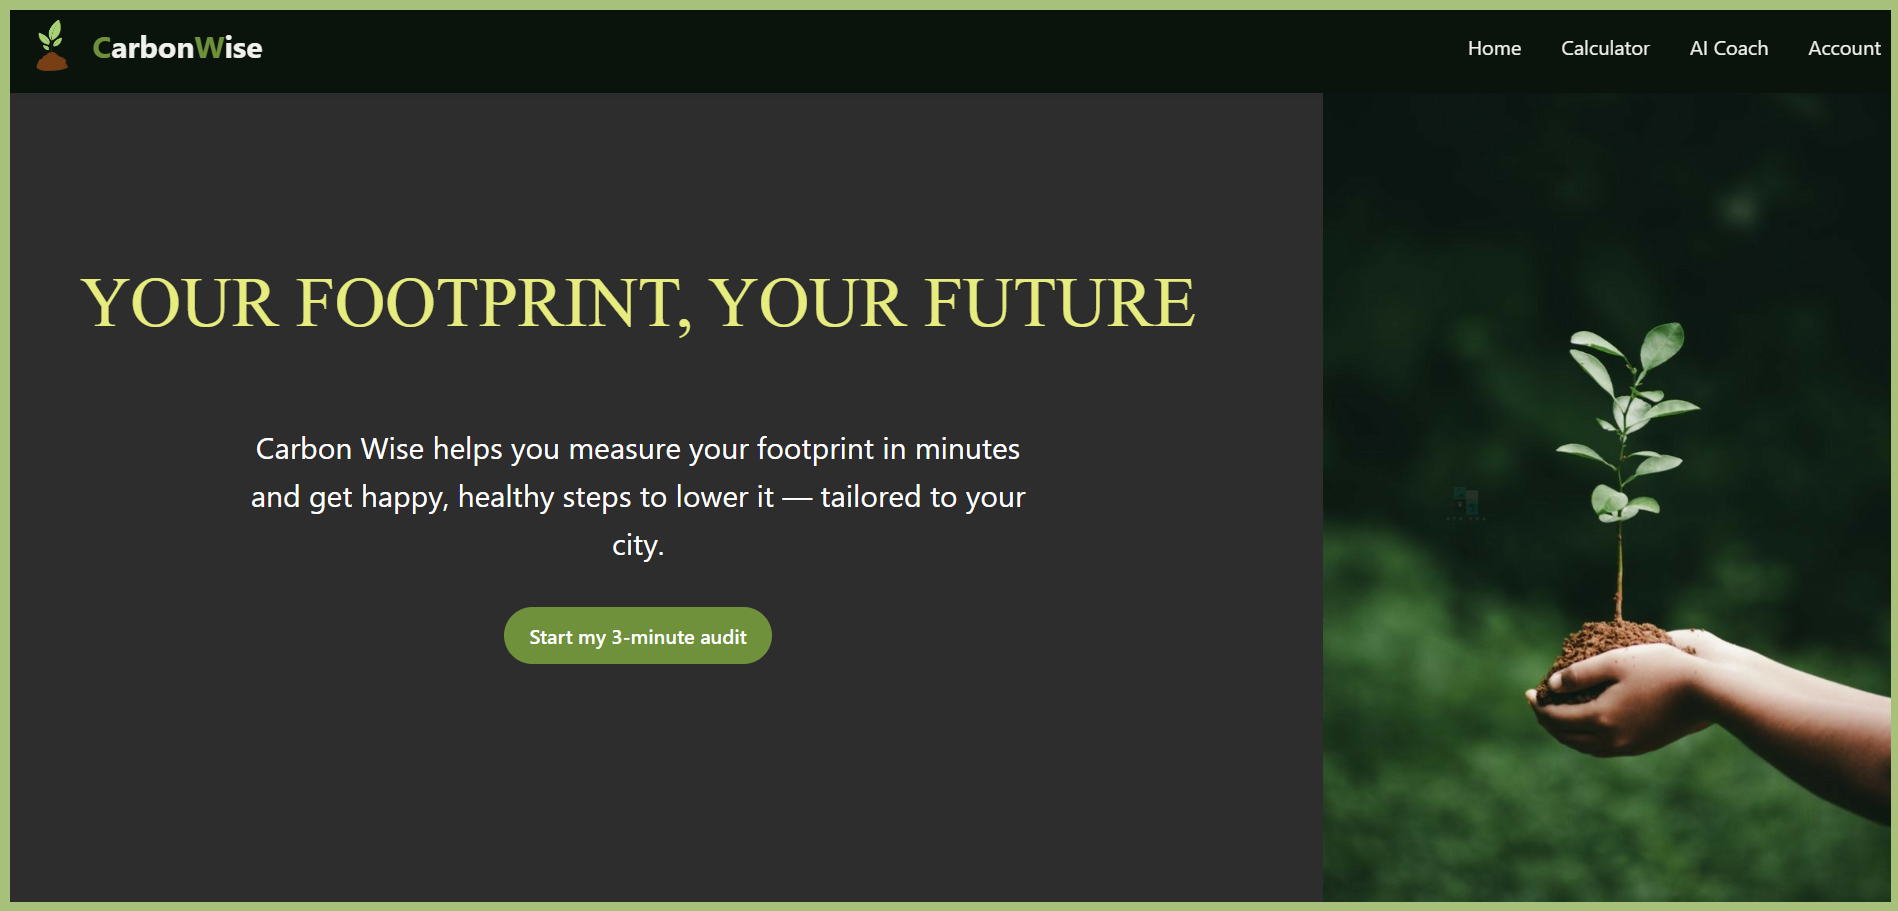 CarbonWise
Home Calculator AI Coach Account
YOUR FOOTPRINT, YOUR FUTURE
Carbon Wise helps you measure your footprint in minutes
and get happy, healthy steps to lower it — tailored to your
city.
Start my 3-minute audit